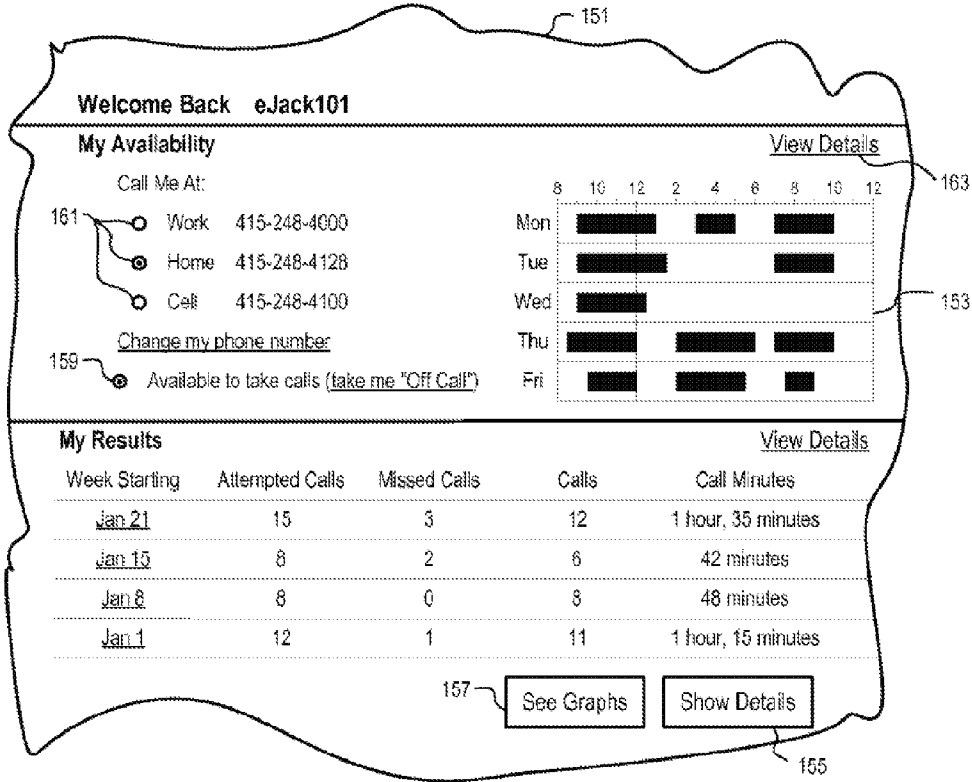 151
Welcome Back eJack101
My Availability View Details
163
Call Me At:
8 10 12 2 4 6 8 10 12
161
Work 415-248-4000
Home 415-248-4128
Cell 415-248-4100
Mon
Tue
Wed
Thu
Fri
153
Change my phone number
159
Available to take calls (take me "Off Call")
My Results View Details
Week Starting Attempted Calls Missed Calls Calls Call Minutes
Jan 21 15 3 12 1 hour, 35 minutes
Jan 15 8 2 6 42 minutes
Jan 8 8 0 8 48 minutes
Jan 1 12 1 11 1 hour, 15 minutes
157
See Graphs Show Details
155